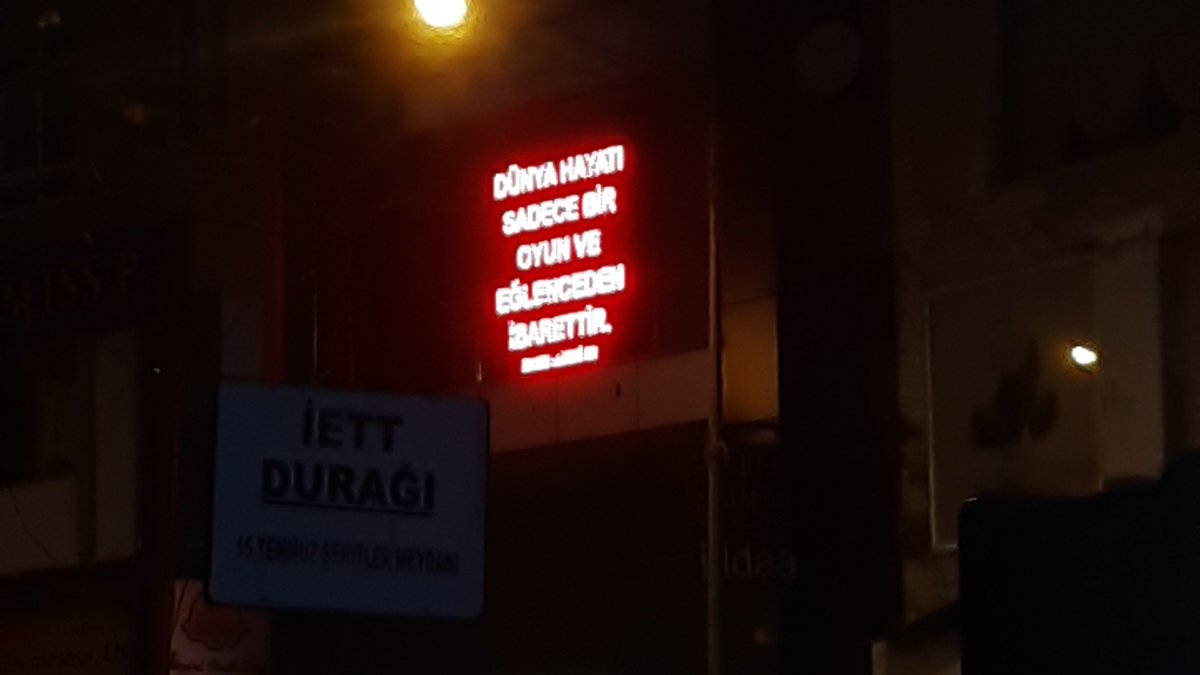 DÜNYA HAYATI
SADECE BİR
OYUN VE
EĞLENCEDEN
İBARETTİR.
İETT
DURAĞI
15 TEMMUZ ŞEHİTLER MEYDANI